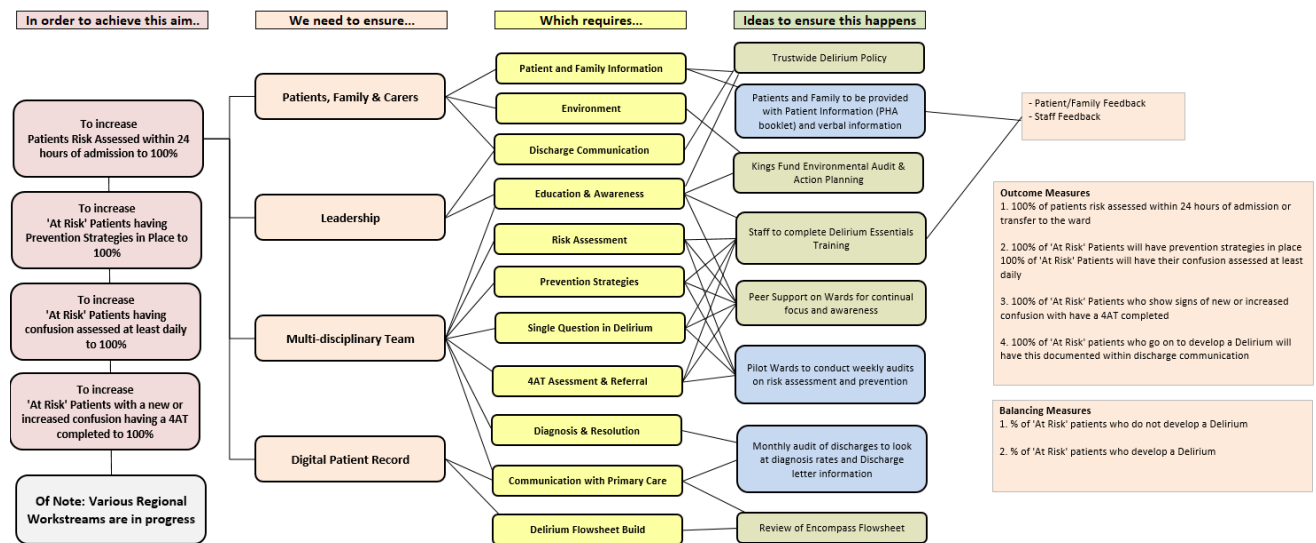 In order to achieve this aim..
We need to ensure...
Which requires...
Ideas to ensure this happens
To increase
Patients Risk Assessed within 24
hours of admission to 100%
To increase
'At Risk' Patients having
Prevention Strategies in Place to
100%
To increase
'At Risk' Patients having
confusion assessed at least daily
to 100%
To increase
'At Risk' Patients with a new or
increased confusion having a 4AT
completed to 100%
Of Note: Various Regional
Workstreams are in progress
Patients, Family & Carers
Leadership
Multi-disciplinary Team
Digital Patient Record
Patient and Family Information
Environment
Discharge Communication
Education & Awareness
Risk Assessment
Prevention Strategies
Single Question in Delirium
4AT Asessment & Referral
Diagnosis & Resolution
Communication with Primary Care
Delirium Flowsheet Build
Trustwide Delirium Policy
Patients and Family to be provided
with Patient Information (PHA
booklet) and verbal information
Kings Fund Environmental Audit &
Action Planning
Staff to complete Delirium Essentials
Training
Peer Support on Wards for continual
focus and awareness
Pilot Wards to conduct weekly audits
on risk assessment and prevention
Monthly audit of discharges to look
at diagnosis rates and Discharge
letter information
Review of Encompass Flowsheet
- Patient/Family Feedback
- Staff Feedback
Outcome Measures
1. 100% of patients risk assessed within 24 hours of admission or
transfer to the ward
2. 100% of 'At Risk' Patients will have prevention strategies in place
100% of 'At Risk' Patients will have their confusion assessed at least
daily
3. 100% of 'At Risk' Patients who show signs of new or increased
confusion with have a 4AT completed
4. 100% of 'At Risk' patients who go on to develop a Delirium will
have this documented within discharge communication
Balancing Measures
1. % of 'At Risk' patients who do not develop a Delirium
2. % of 'At Risk' patients who develop a Delirium